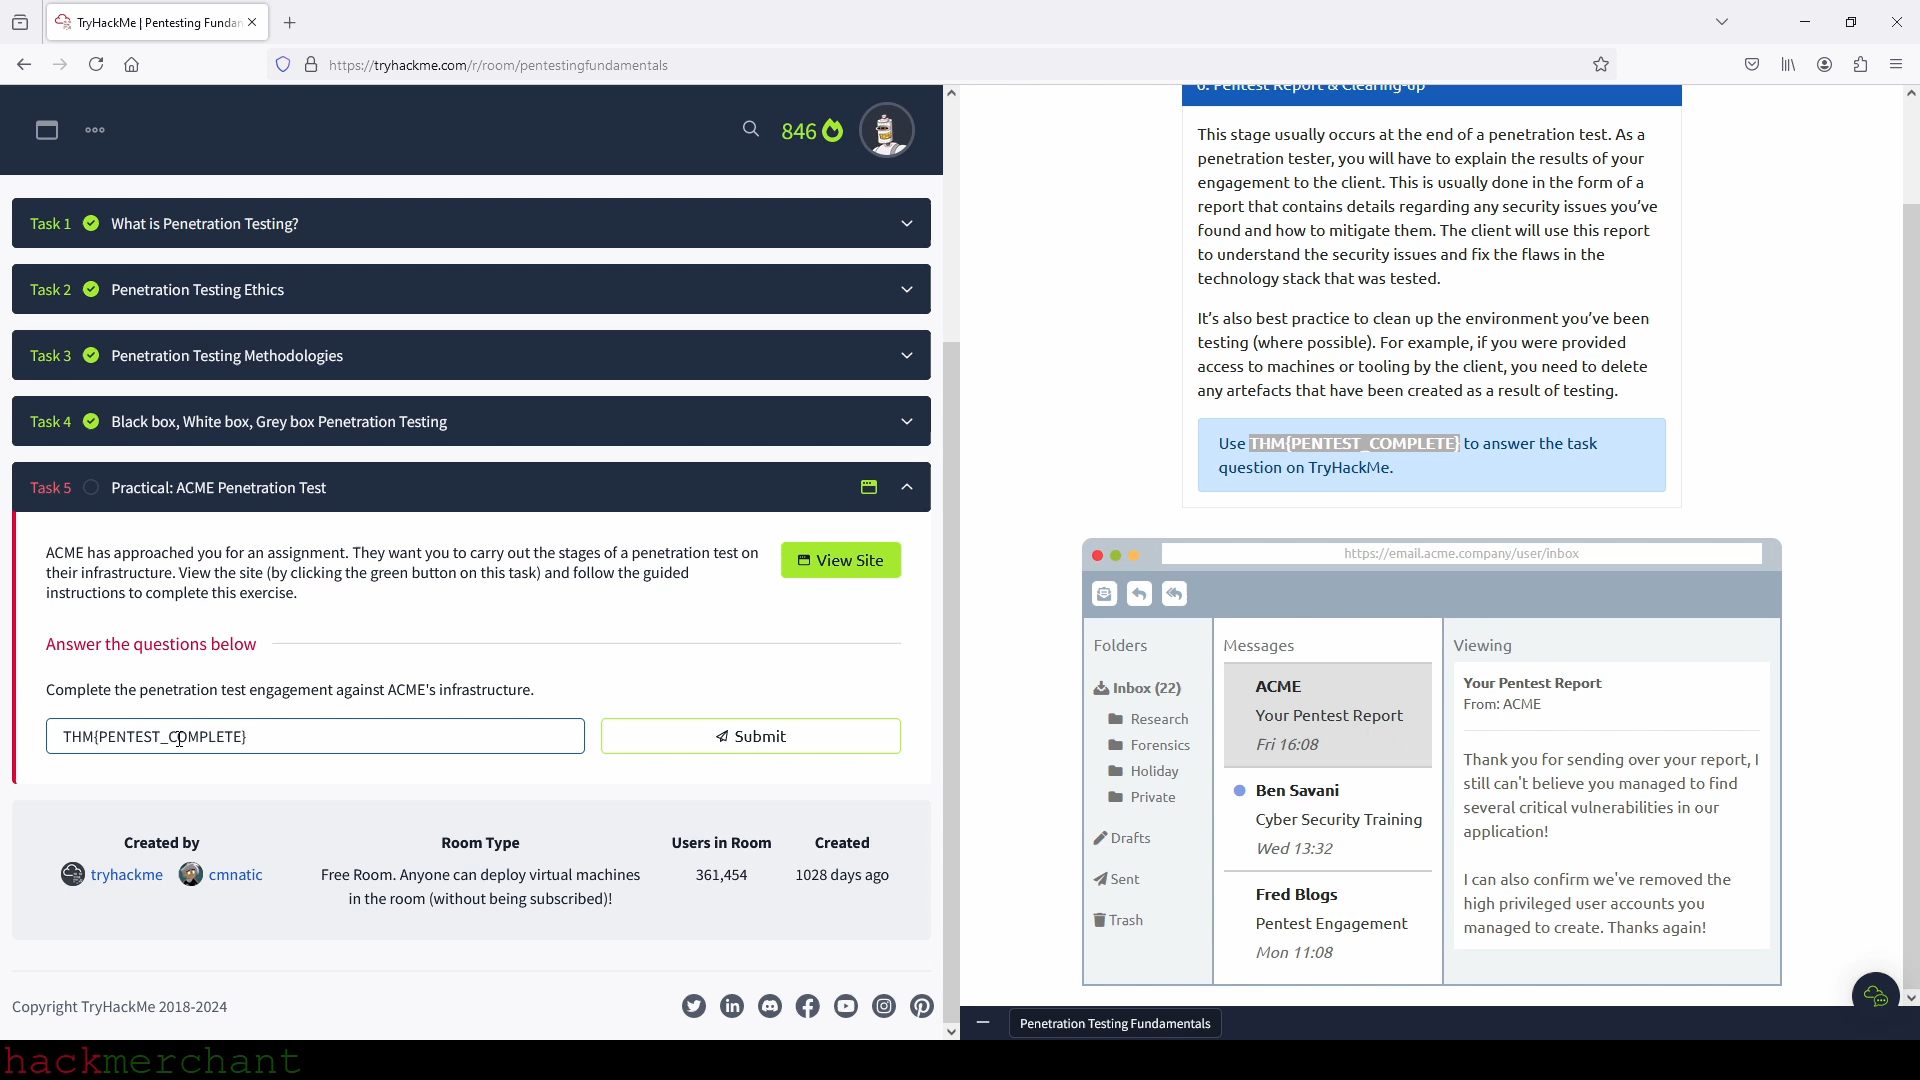 TryHackMe | Pentesting Fundan
https://tryhackme.com/r/room/pentestingfundamentals
846
Task 1 What is Penetration Testing?
Task 2 Penetration Testing Ethics
Task 3 Penetration Testing Methodologies
Task 4 Black box, White box, Grey box Penetration Testing
Task 5 Practical: ACME Penetration Test
ACME has approached you for an assignment. They want you to carry out the stages of a penetration test on
their infrastructure. View the site (by clicking the green button on this task) and follow the guided
instructions to complete this exercise.
View Site
Answer the questions below
Complete the penetration test engagement against ACME's infrastructure.
THM{PENTEST_COMPLETE}
Submit
Created by
tryhackme cmnatic
Room Type
Free Room. Anyone can deploy virtual machines
in the room (without being subscribed)!
Users in Room
361,454
Created
1028 days ago
Copyright TryHackMe 2018-2024
6. Pentest Report & Clearing-up
This stage usually occurs at the end of a penetration test. As a
penetration tester, you will have to explain the results of your
engagement to the client. This is usually done in the form of a
report that contains details regarding any security issues you've
found and how to mitigate them. The client will use this report
to understand the security issues and fix the flaws in the
technology stack that was tested.
It's also best practice to clean up the environment you've been
testing (where possible). For example, if you were provided
access to machines or tooling by the client, you need to delete
any artefacts that have been created as a result of testing.
Use THM{PENTEST_COMPLETE} to answer the task
question on TryHackMe.
https://email.acme.company/user/inbox
Folders
Inbox (22)
Research
Forensics
Holiday
Private
Drafts
Sent
Trash
Messages
ACME
Your Pentest Report
Fri 16:08
Ben Savani
Cyber Security Training
Wed 13:32
Fred Blogs
Pentest Engagement
Mon 11:08
Viewing
Your Pentest Report
From: ACME
Thank you for sending over your report, I
still can't believe you managed to find
several critical vulnerabilities in our
application!
I can also confirm we've removed the
high privileged user accounts you
managed to create. Thanks again!
Penetration Testing Fundamentals
hackmerchant